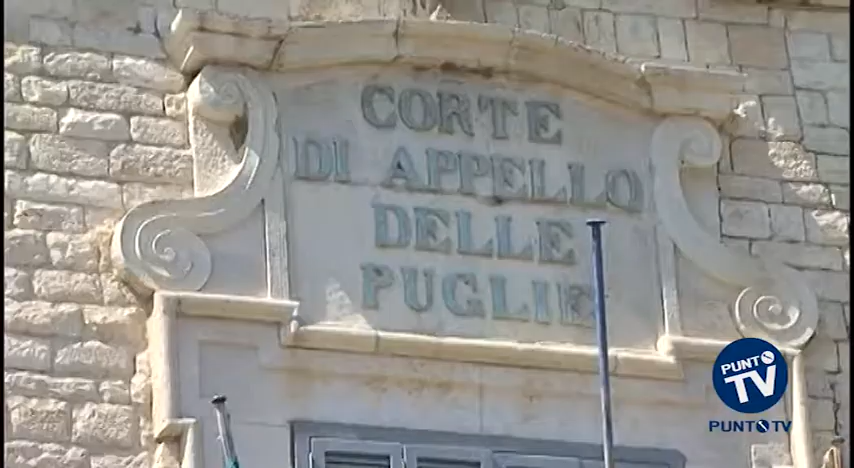 CORTE
DI APPELLO
DELLE
PUGLIE
PUNTO
TV
PUNTO TV